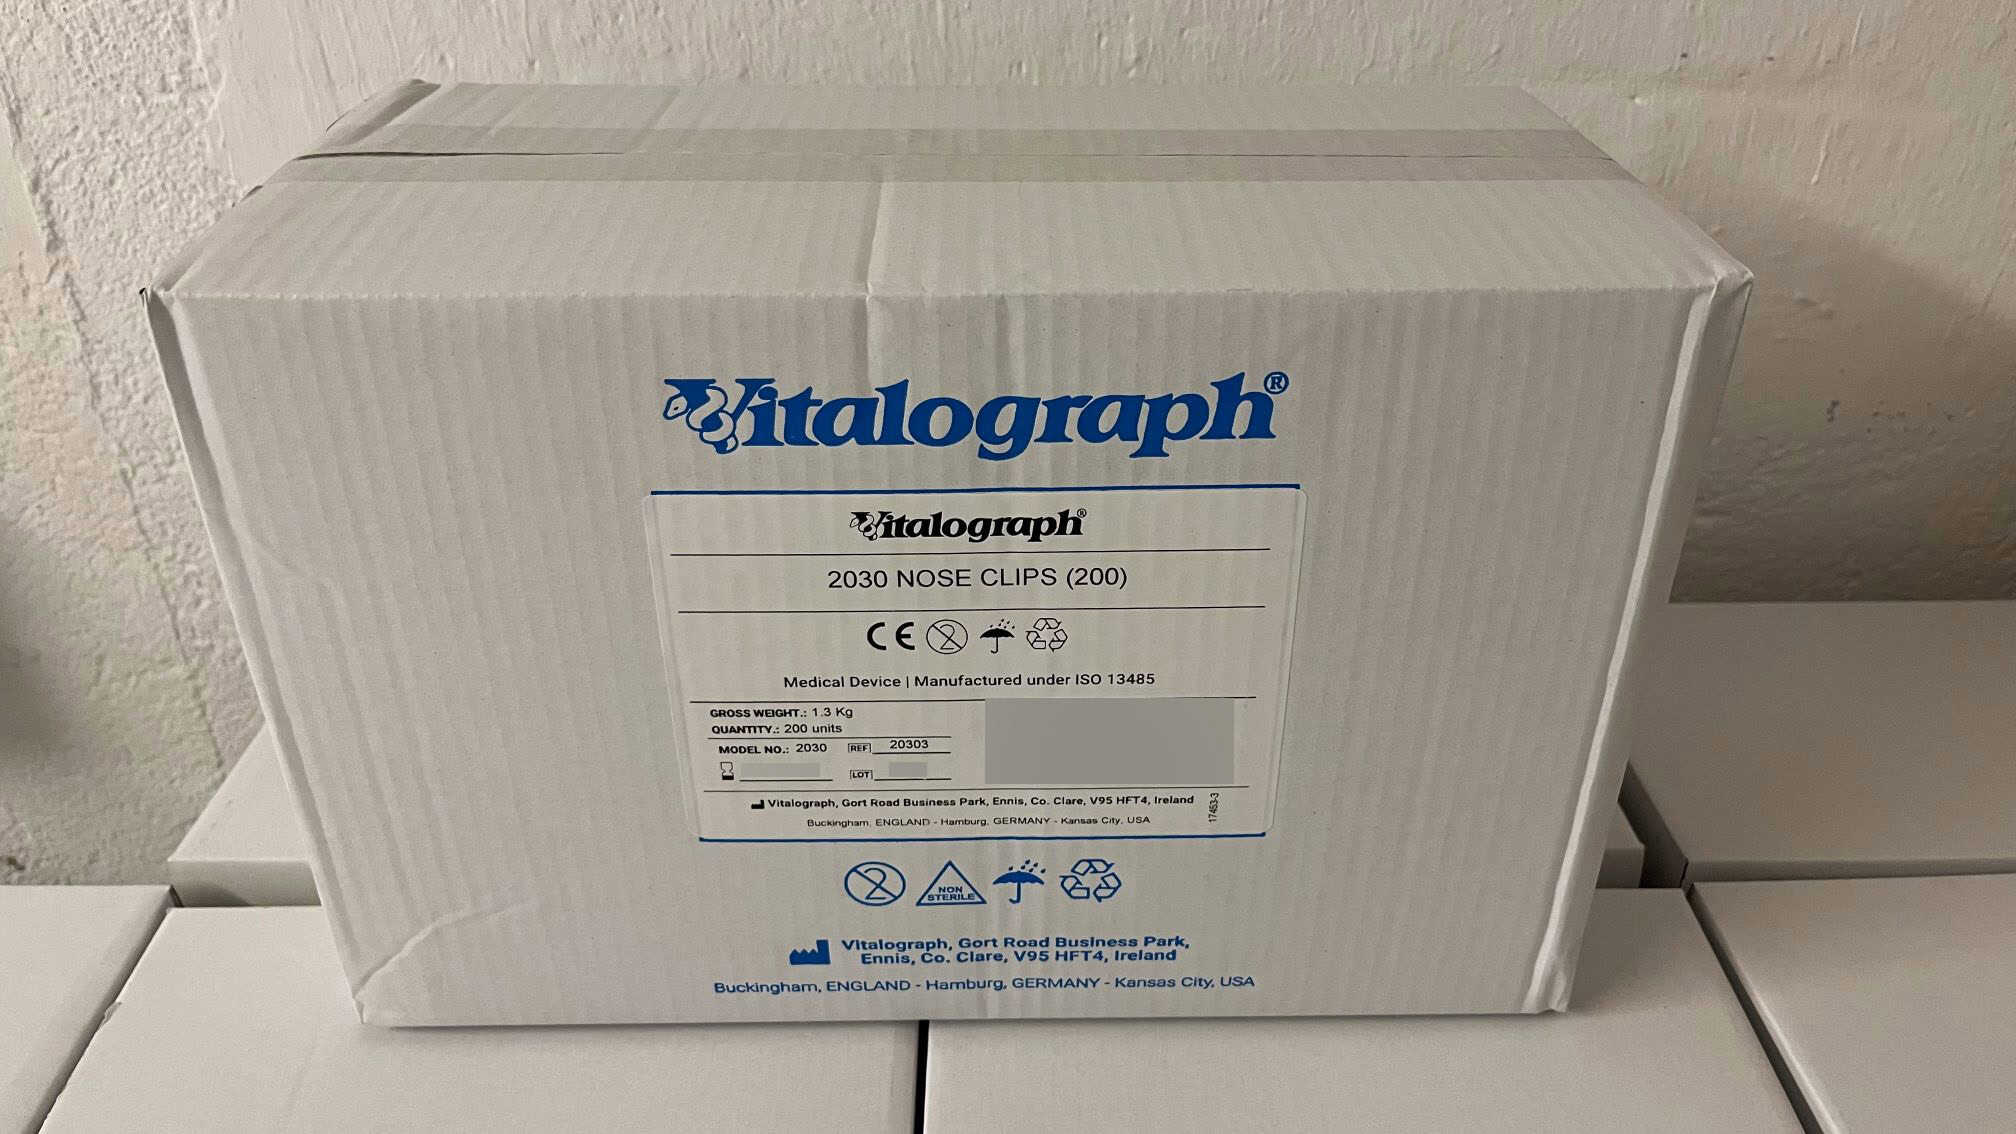 Vitalograph®
Vitalograph®
2030 NOSE CLIPS (200)
CE 2
Medical Device | Manufactured under ISO 13485
GROSS WEIGHT.: 1.3 Kg
QUANTITY.: 200 units
MODEL NO.: 2030 REF 20303
LOT
Vitalograph, Gort Road Business Park, Ennis, Co. Clare, V95 HFT4, Ireland
Buckingham, ENGLAND - Hamburg, GERMANY - Kansas City, USA
17453-3
2 NON STERILE
Vitalograph, Gort Road Business Park,
Ennis, Co. Clare, V95 HFT4, Ireland
Buckingham, ENGLAND - Hamburg, GERMANY - Kansas City, USA